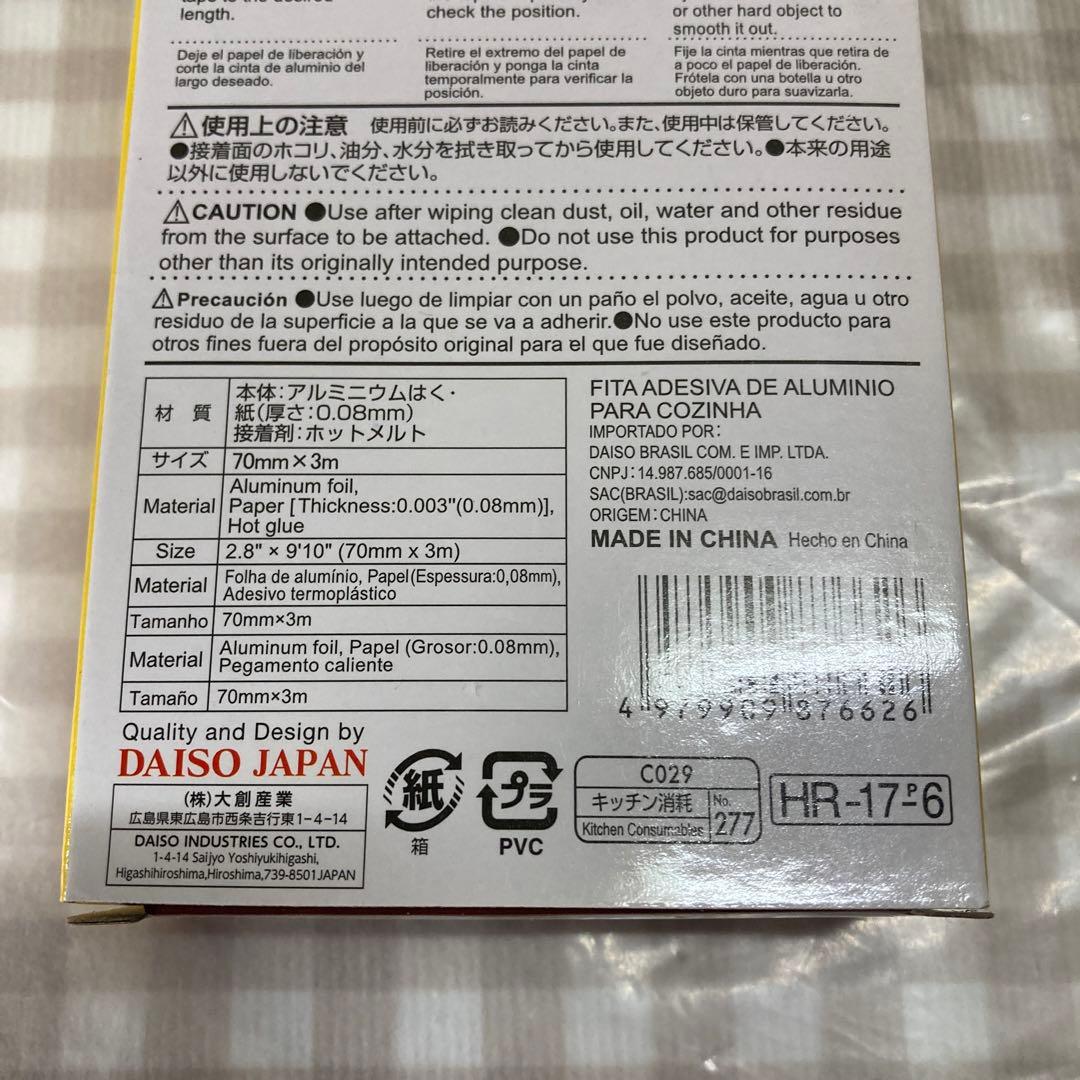 length.
check the position.
or other hard object to
smooth it out.
Deje el papel de liberación y
corte la cinta de aluminio del
largo deseado.
Retire el extremo del papel de
liberación y ponga la cinta
temporalmente para verificar la
posición.
Fije la cinta mientras que retira de
a poco el papel de liberación.
Frótela con una botella u otro
objeto duro para suavizarla.
⚠使用上の注意 使用前に必ずお読みください。また、使用中は保管してください。
●接着面のホコリ、油分、水分を拭き取ってから使用してください。●本来の用途
以外に使用しないでください。
⚠CAUTION ●Use after wiping clean dust, oil, water and other residue
from the surface to be attached. ●Do not use this product for purposes
other than its originally intended purpose.
⚠Precaución ●Use luego de limpiar con un paño el polvo, aceite, agua u otro
residuo de la superficie a la que se va a adherir.●No use este producto para
otros fines fuera del propósito original para el que fue diseñado.
材 質 本体：アルミニウムはく・
紙（厚さ：0.08mm）
接着剤：ホットメルト
サイズ 70mm×3m
Material Aluminum foil,
Paper [Thickness:0.003"(0.08mm)],
Hot glue
Size 2.8" × 9'10" (70mm x 3m)
Material Folha de alumínio, Papel(Espessura:0,08mm),
Adesivo termoplástico
Tamanho 70mm×3m
Material Aluminum foil, Papel (Grosor:0.08mm),
Pegamento caliente
Tamaño 70mm×3m
FITA ADESIVA DE ALUMINIO
PARA COZINHA
IMPORTADO POR:
DAISO BRASIL COM. E IMP. LTDA.
CNPJ: 14.987.685/0001-16
SAC(BRASIL):sac@daisobrasil.com.br
ORIGEM:CHINA
MADE IN CHINA Hecho en China
4 979909 876626
Quality and Design by
DAISO JAPAN
(株)大創産業
広島県東広島市西条吉行東1-4-14
DAISO INDUSTRIES CO., LTD.
1-4-14 Saijyo Yoshiyukihigashi,
Higashihiroshima,Hiroshima,739-8501JAPAN
紙
箱
プラ
PVC
C029
キッチン消耗
Kitchen Consumables
No.
277
HR-17-P6